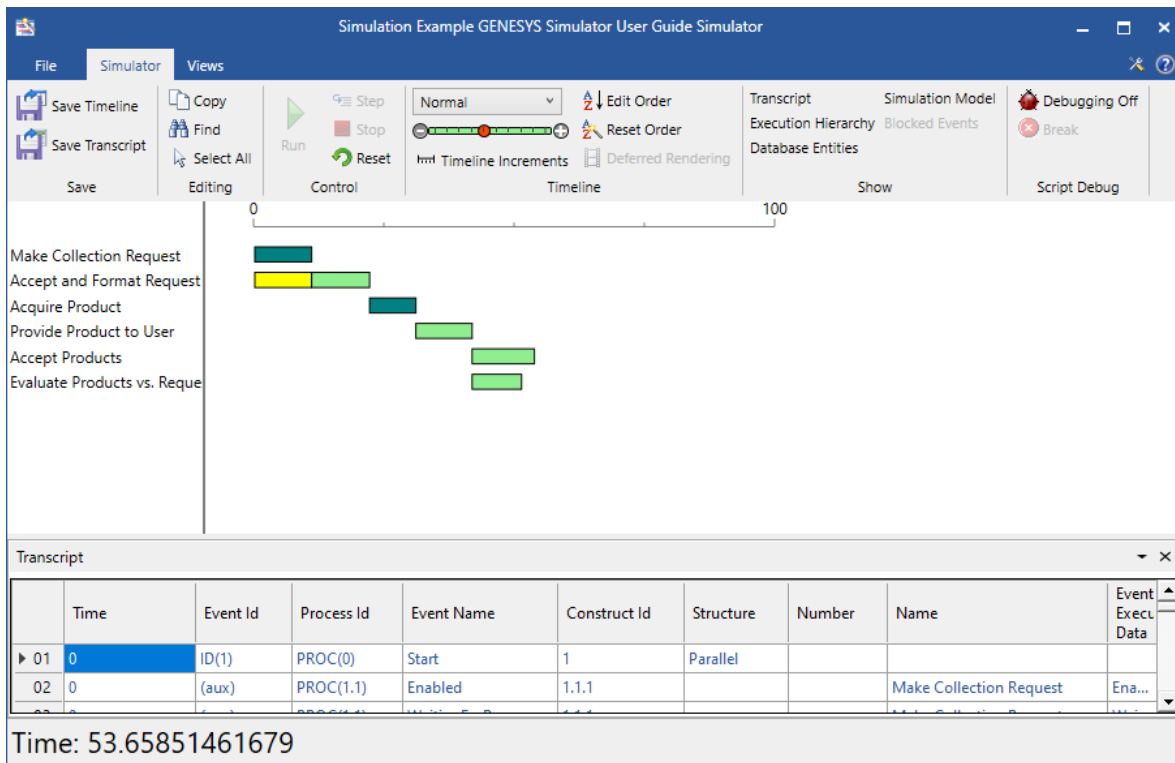 Simulation Example GENESYS Simulator User Guide Simulator
File Simulator Views
Save Timeline
Save Transcript
Save
Copy
Find
Select All
Editing
Run
Step
Stop
Reset
Control
Normal
Timeline Increments
Edit Order
Reset Order
Deferred Rendering
Timeline
Transcript
Execution Hierarchy
Database Entities
Simulation Model
Blocked Events
Show
Debugging Off
Break
Script Debug
0 100
Make Collection Request
Accept and Format Request
Acquire Product
Provide Product to User
Accept Products
Evaluate Products vs. Reque
Transcript
Time Event Id Process Id Event Name Construct Id Structure Number Name Event Execu Data
01 0 ID(1) PROC(0) Start 1 Parallel
02 0 (aux) PROC(1.1) Enabled 1.1.1 Make Collection Request Ena...
Time: 53.65851461679